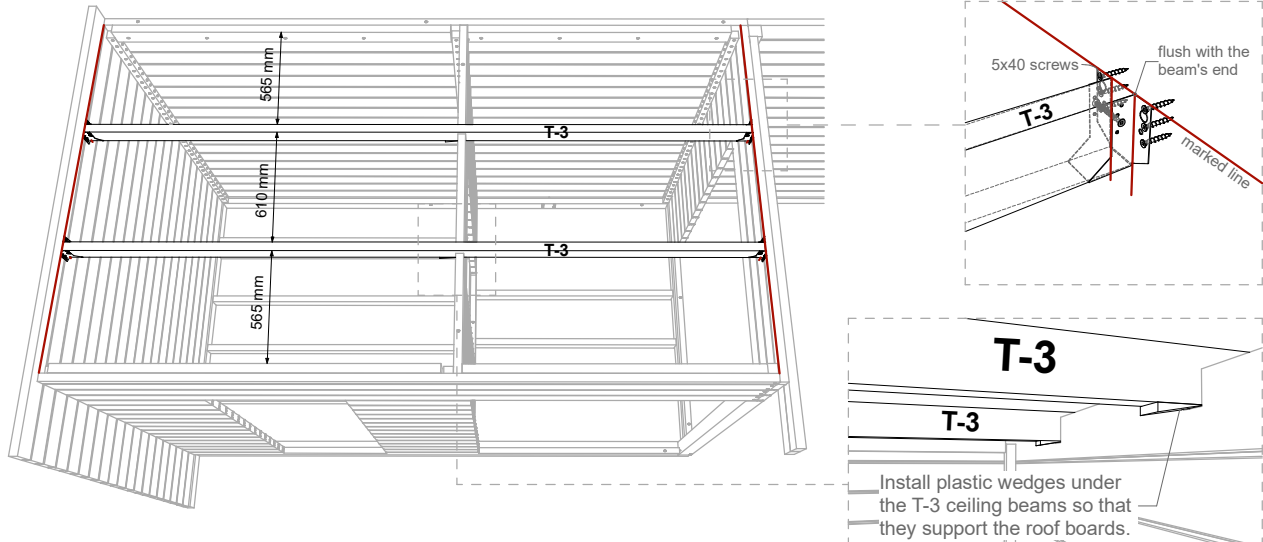 565 mm
T-3
610 mm
T-3
565 mm
5x40 screws
flush with the
beam's end
T-3
marked line
T-3
T-3
Install plastic wedges under
the T-3 ceiling beams so that
they support the roof boards.